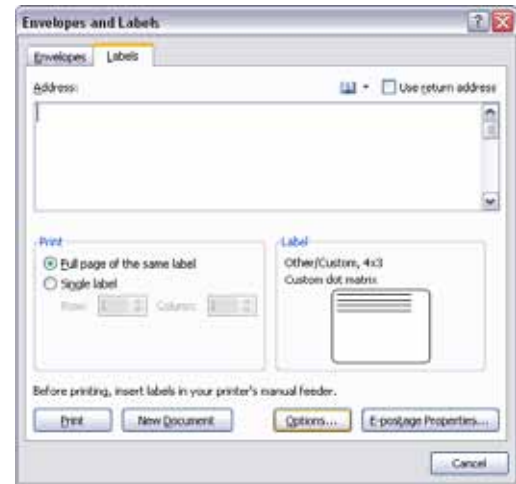 Envelopes and Labels
Envelopes Labels
Address: Use return address
Print
Full page of the same label
Single label
Row: 1 Column: 1
Label
Other/Custom, 4x3
Custom dot matrix
Before printing, insert labels in your printer's manual feeder.
Print New Document Options... E-postage Properties...
Cancel